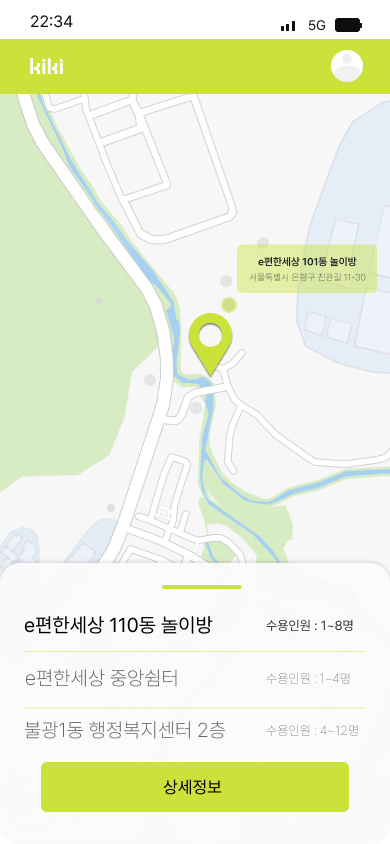 22:34
5G
kiki
e편한세상 101동 놀이방
서울특별시 은평구 진관길 11-30
e편한세상 110동 놀이방
수용인원 : 1~8명
e편한세상 중앙쉼터
수용인원 : 1~4명
불광1동 행정복지센터 2층
수용인원 : 4~12명
상세정보